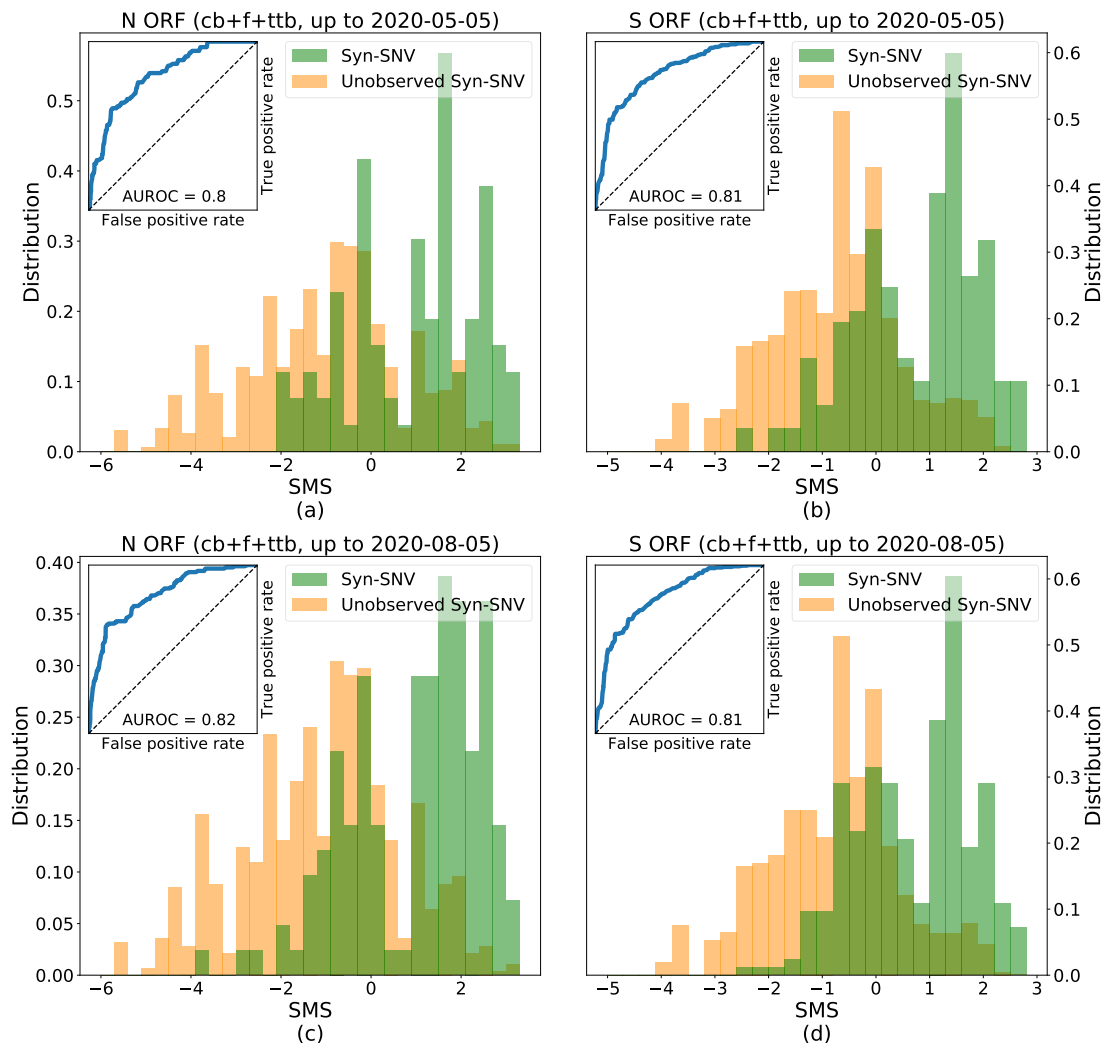 N ORF (cb+f+ttb, up to 2020-05-05)
Syn-SNV
Unobserved Syn-SNV
AUROC = 0.8
False positive rate
True positive rate
Distribution
0.5
0.4
0.3
0.2
0.1
0.0
−6 −4 −2 0 2
SMS
(a)
S ORF (cb+f+ttb, up to 2020-05-05)
Syn-SNV
Unobserved Syn-SNV
AUROC = 0.81
False positive rate
True positive rate
Distribution
0.6
0.5
0.4
0.3
0.2
0.1
0.0
−5 −4 −3 −2 −1 0 1 2 3
SMS
(b)
N ORF (cb+f+ttb, up to 2020-08-05)
Syn-SNV
Unobserved Syn-SNV
AUROC = 0.82
False positive rate
True positive rate
Distribution
0.40
0.35
0.30
0.25
0.20
0.15
0.10
0.05
0.00
−6 −4 −2 0 2
SMS
(c)
S ORF (cb+f+ttb, up to 2020-08-05)
Syn-SNV
Unobserved Syn-SNV
AUROC = 0.81
False positive rate
True positive rate
Distribution
0.6
0.5
0.4
0.3
0.2
0.1
0.0
−5 −4 −3 −2 −1 0 1 2 3
SMS
(d)